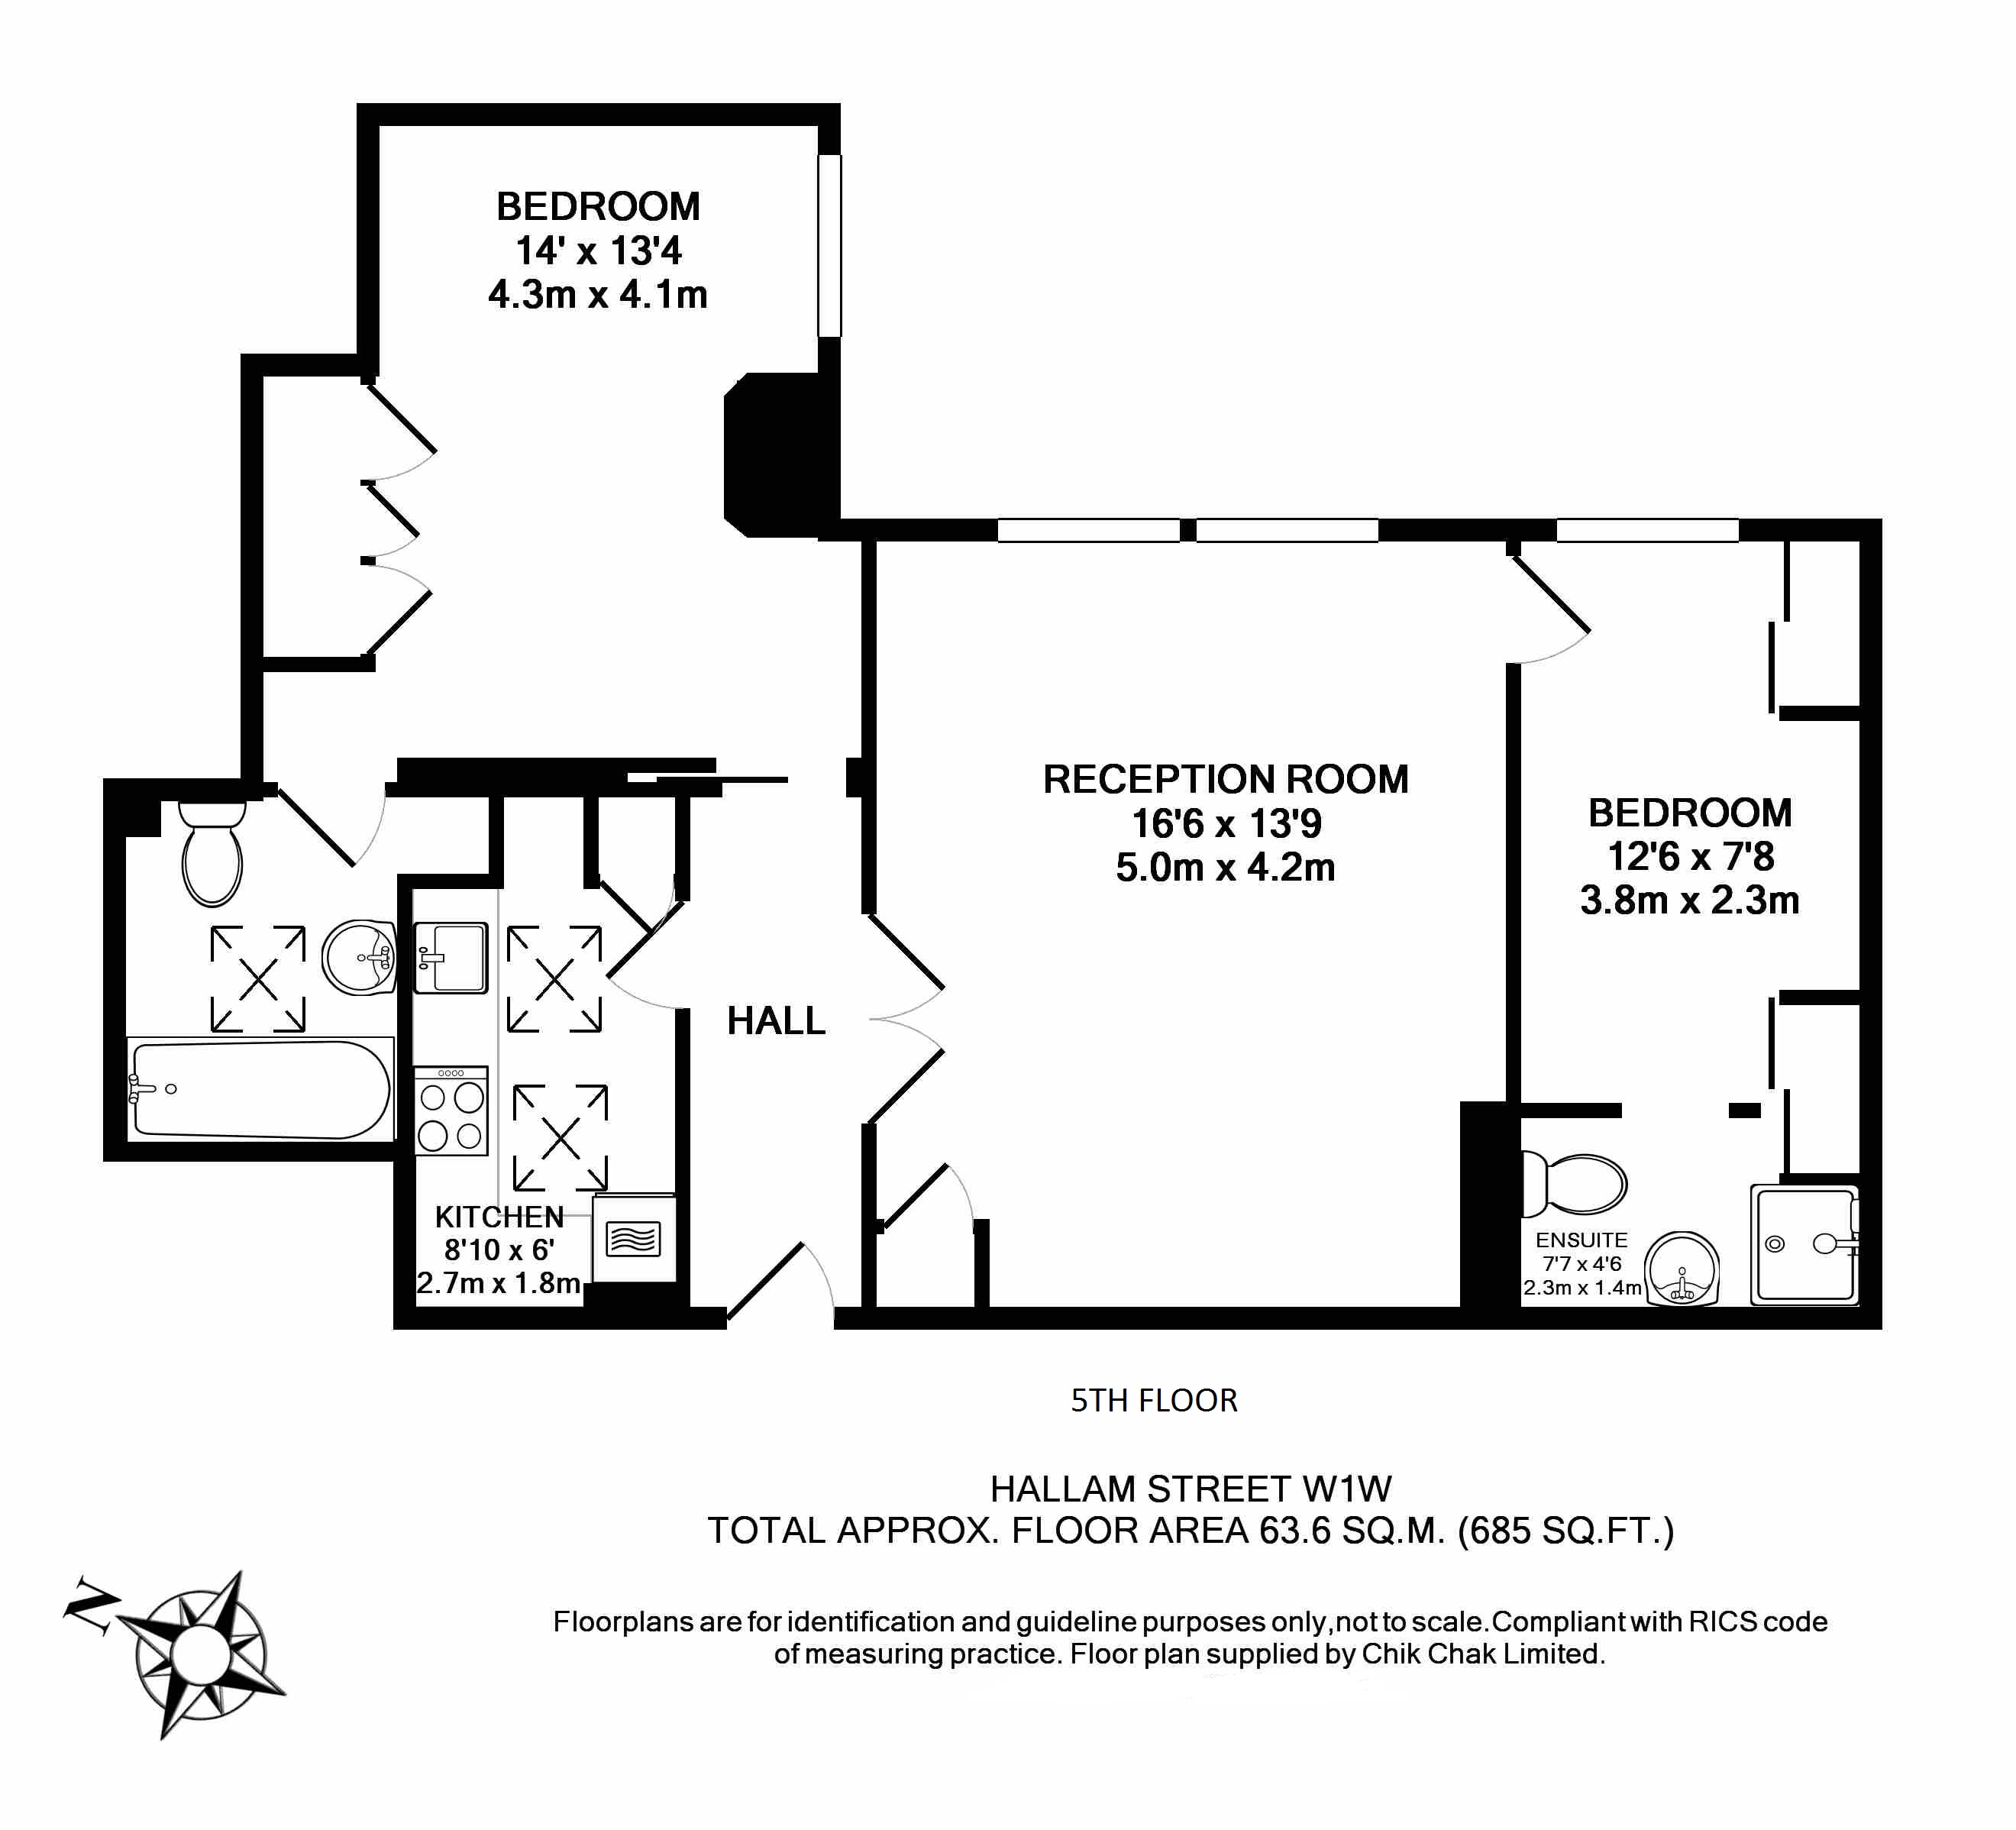 BEDROOM
14' x 13'4
4.3m x 4.1m
RECEPTION ROOM
16'6 x 13'9
5.0m x 4.2m
BEDROOM
12'6 x 7'8
3.8m x 2.3m
HALL
KITCHEN
8'10 x 6'
2.7m x 1.8m
ENSUITE
7'7 x 4'6
2.3m x 1.4m
5TH FLOOR
HALLAM STREET W1W
TOTAL APPROX. FLOOR AREA 63.6 SQ.M. (685 SQ.FT.)
N
Floorplans are for identification and guideline purposes only,not to scale.Compliant with RICS code
of measuring practice. Floor plan supplied by Chik Chak Limited.